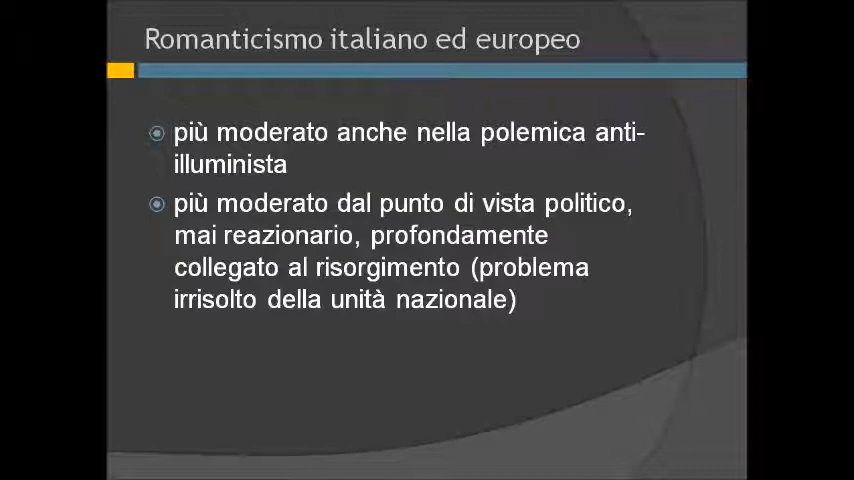 Romanticismo italiano ed europeo
più moderato anche nella polemica anti-
illuminista
più moderato dal punto di vista politico,
mai reazionario, profondamente
collegato al risorgimento (problema
irrisolto della unità nazionale)